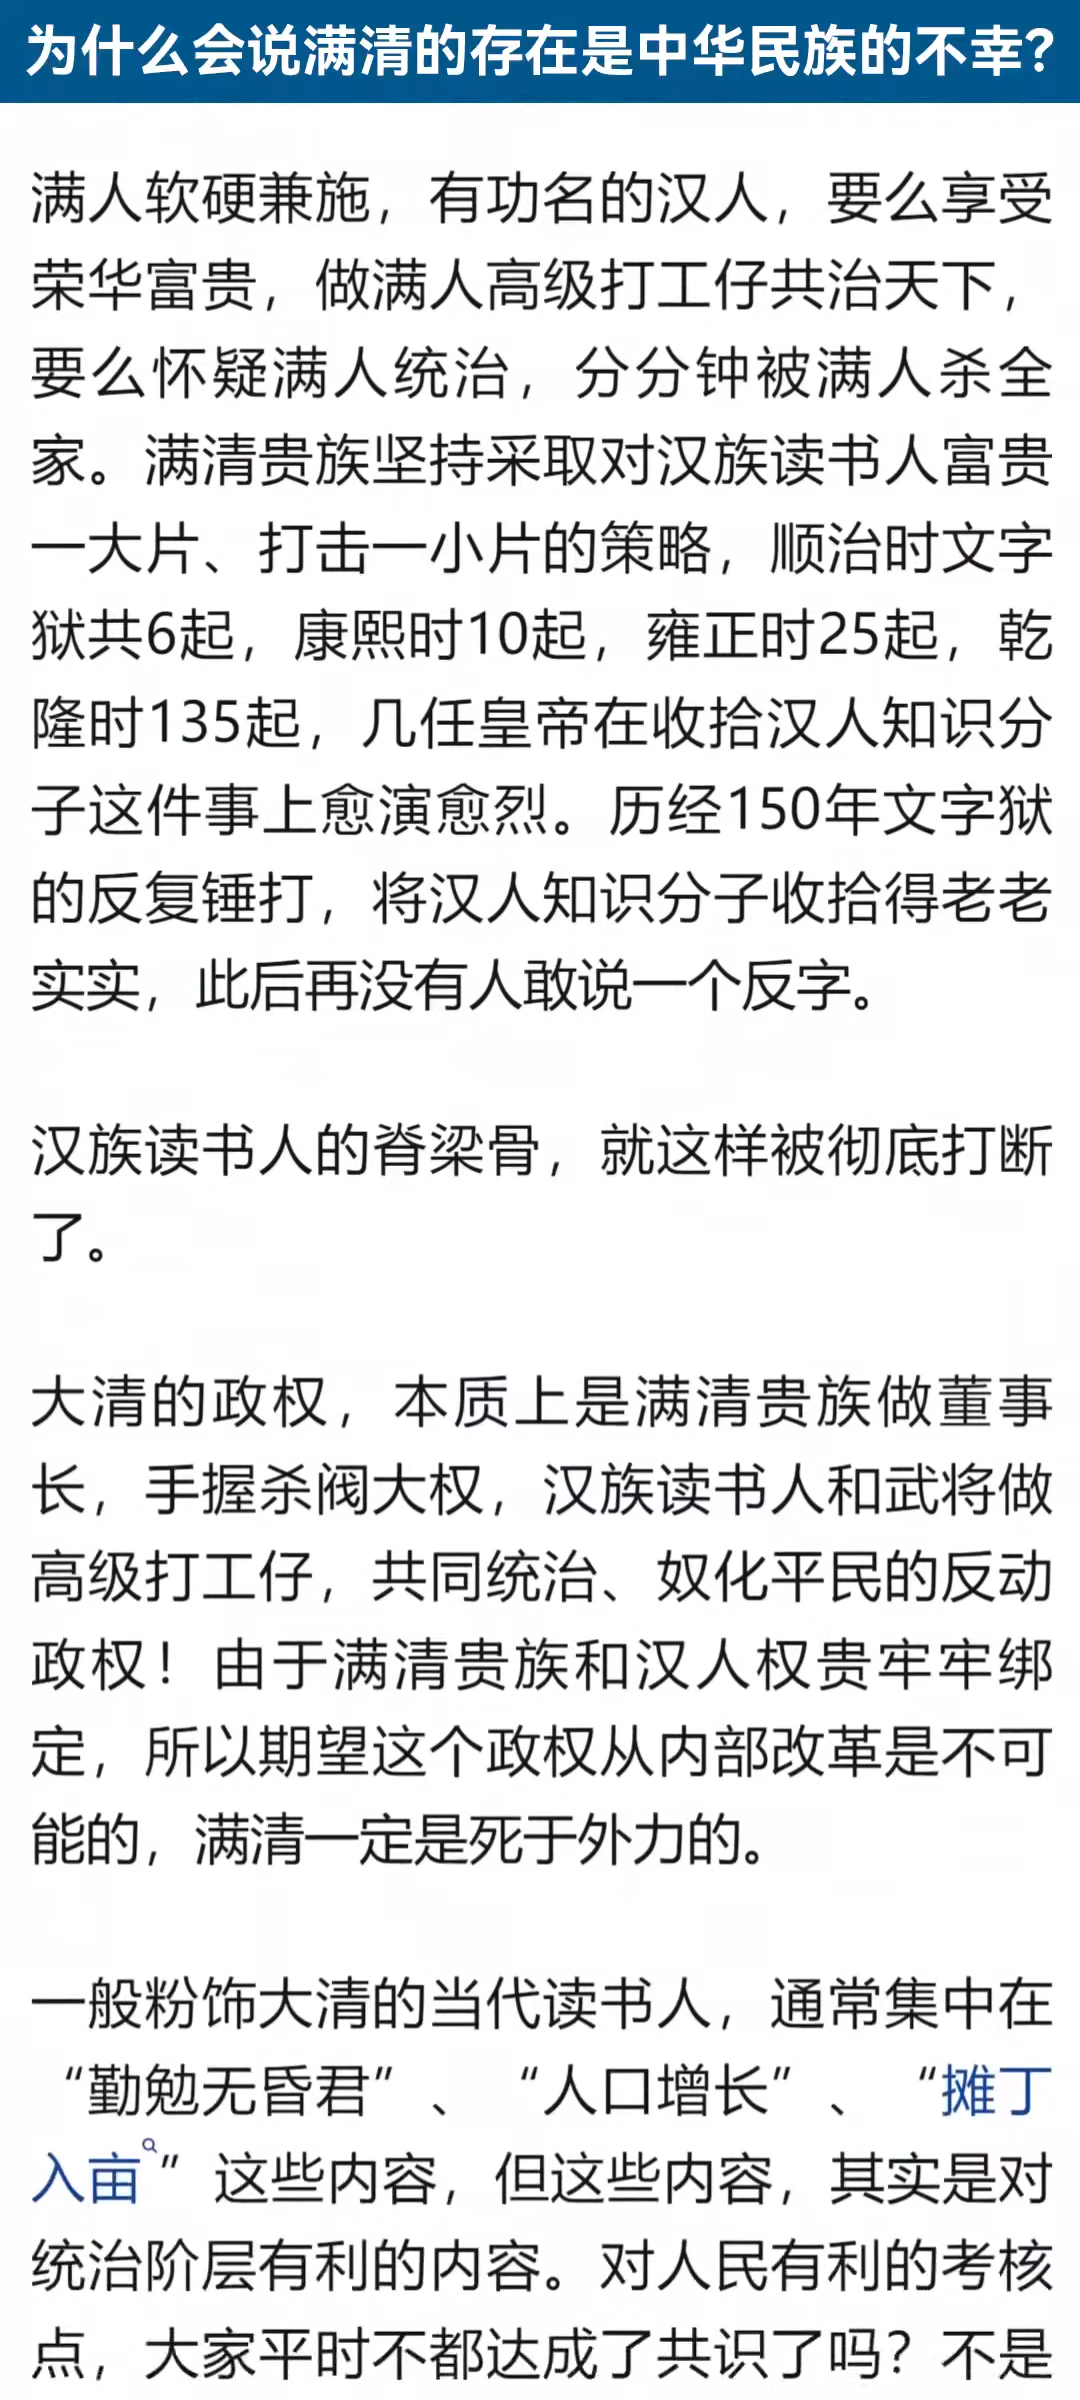 为什么会说满清的存在是中华民族的不幸？
满人软硬兼施，有功名的汉人，要么享受
荣华富贵，做满人高级打工仔共治天下，
要么怀疑满人统治，分分钟被满人杀全
家。满清贵族坚持采取对汉族读书人富贵
一大片、打击一小片的策略，顺治时文字
狱共6起，康熙时10起，雍正时25起，乾
隆时135起，几任皇帝在收拾汉人知识分
子这件事上愈演愈烈。历经150年文字狱
的反复锤打，将汉人知识分子收拾得老老
实实，此后再没有人敢说一个反字。
汉族读书人的脊梁骨，就这样被彻底打断
了。
大清的政权，本质上是满清贵族做董事
长，手握杀阀大权，汉族读书人和武将做
高级打工仔，共同统治、奴化平民的反动
政权！由于满清贵族和汉人权贵牢牢绑
定，所以期望这个政权从内部改革是不可
能的，满清一定是死于外力的。
一般粉饰大清的当代读书人，通常集中在
“勤勉无昏君”、“人口增长”、“摊丁
入亩”这些内容，但这些内容，其实是对
统治阶层有利的内容。对人民有利的考核
点，大家平时不都达成了共识了吗？不是